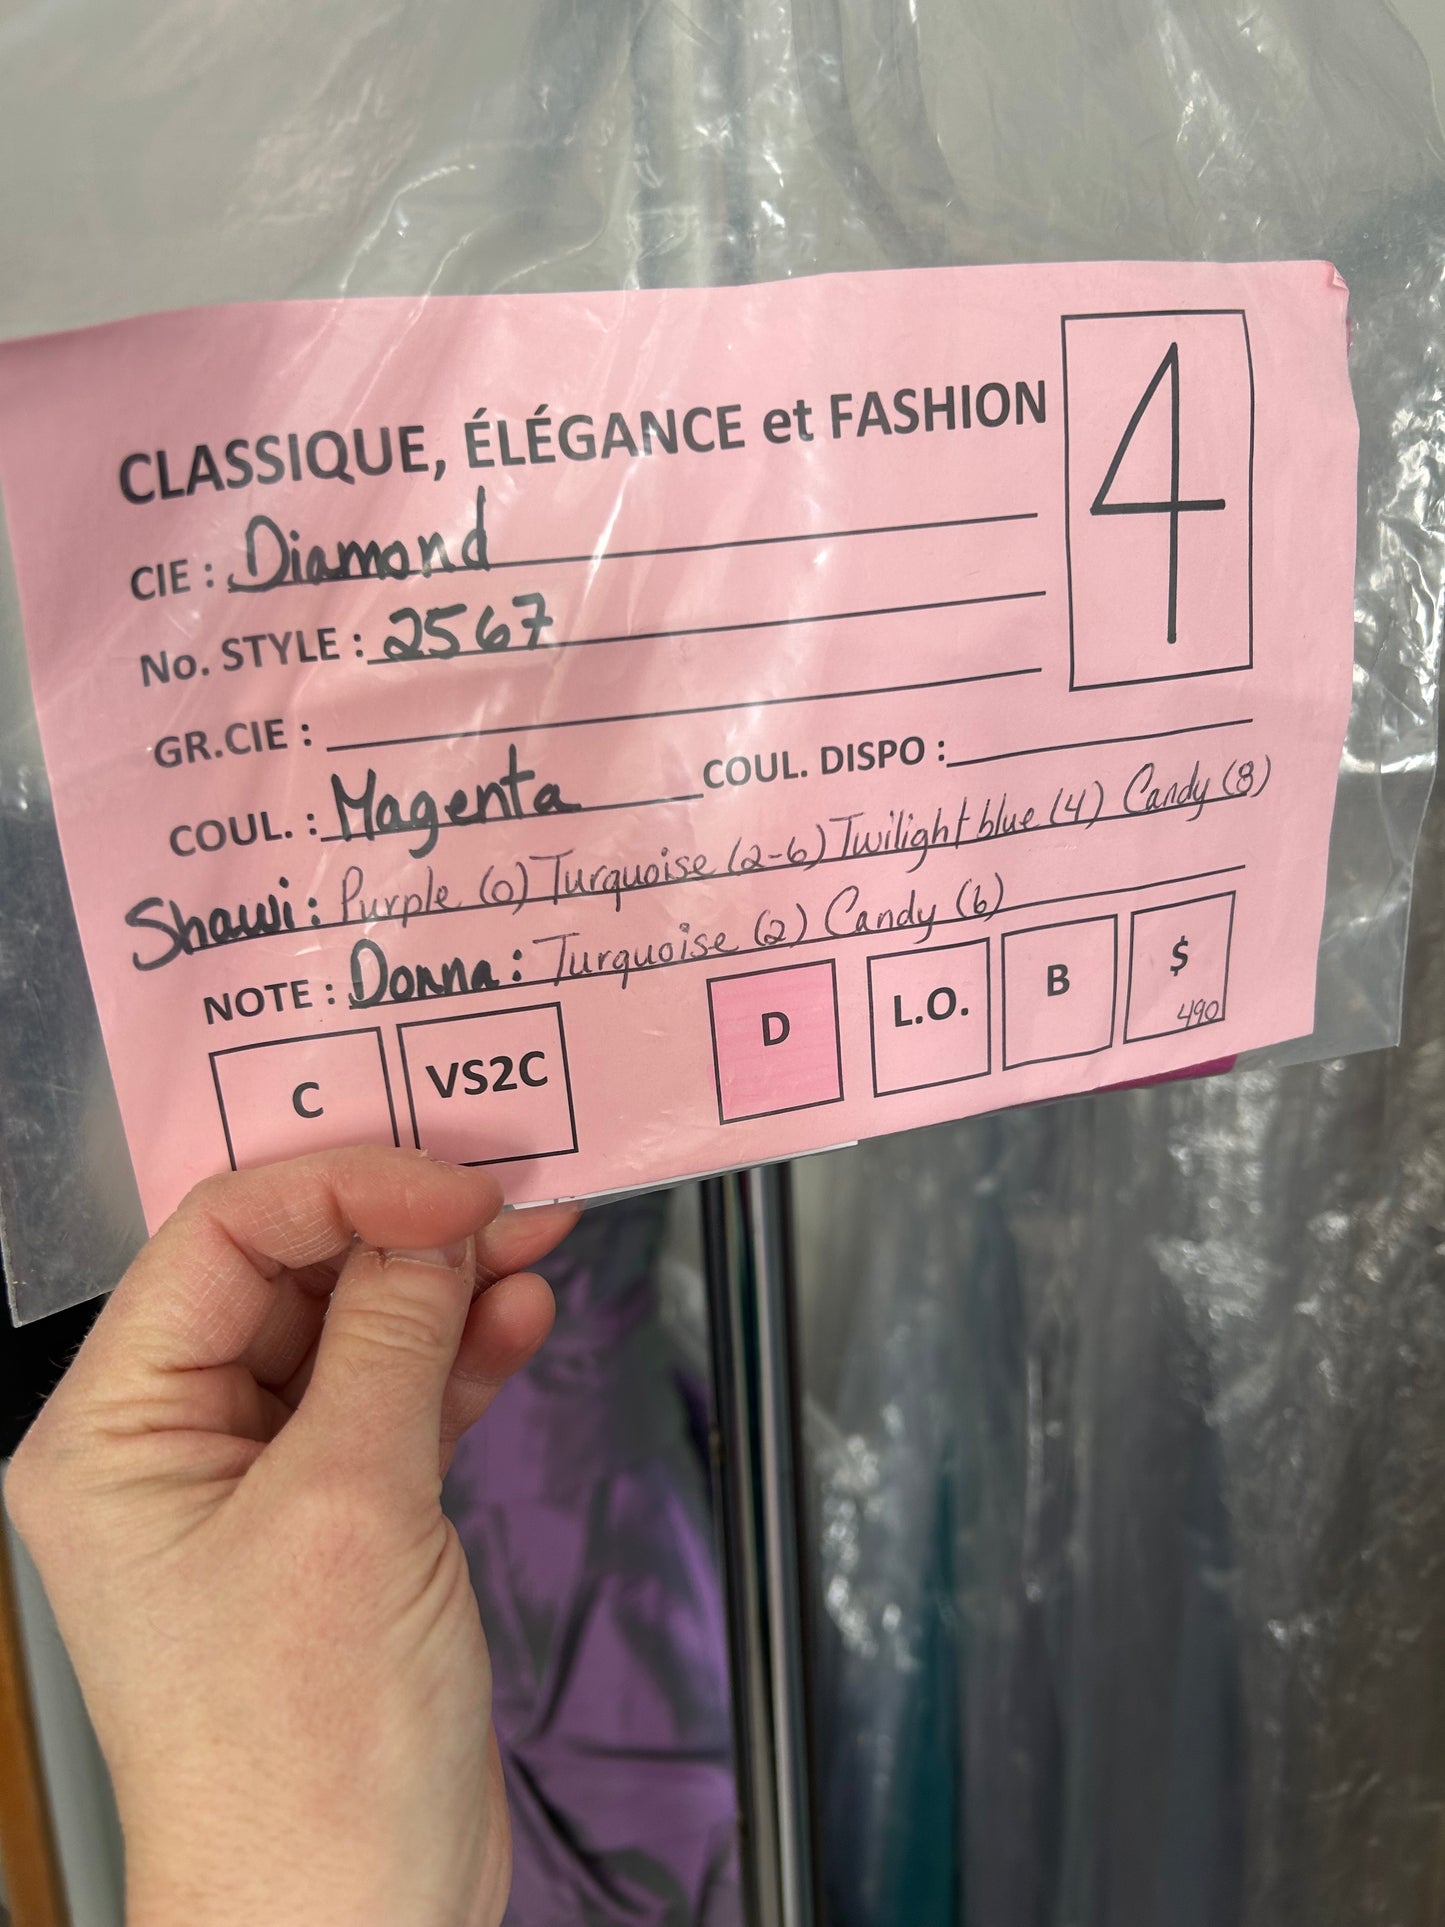 CLASSIQUE, ÉLÉGANCE et FASHION
4
CIE : Diamond
No. STYLE : 2567
GR.CIE :
COUL. : Magenta COUL. DISPO :
Shawi : Purple (0) Turquoise (2-6) Twilight blue (4) Candy (8)
NOTE : Donna : Turquoise (2) Candy (6)
C VS2C D L.O. B $ 490